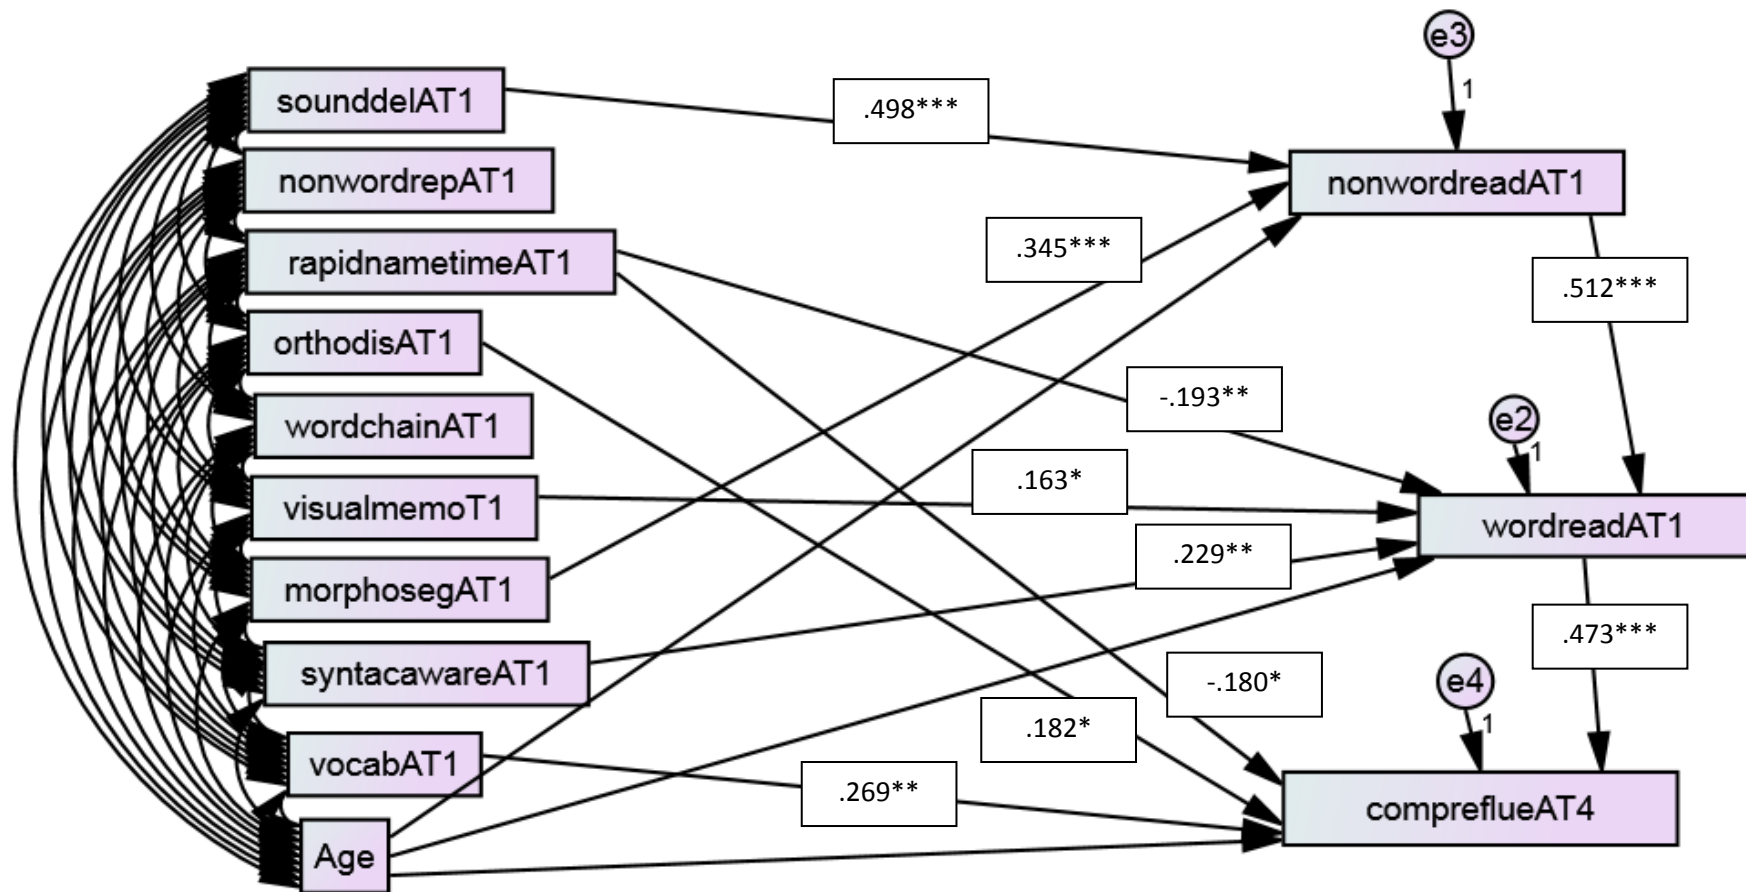 e3
1
sounddelAT1
.498***
nonwordrepAT1
nonwordreadAT1
rapidnametimeAT1
.345***
.512***
orthodisAT1
-.193**
wordchainAT1
e2
1
.163*
visualmemoT1
wordreadAT1
.229**
morphosegAT1
.473***
syntacawareAT1
-.180*
e4
1
.182*
vocabAT1
.269**
compreflueAT4
Age